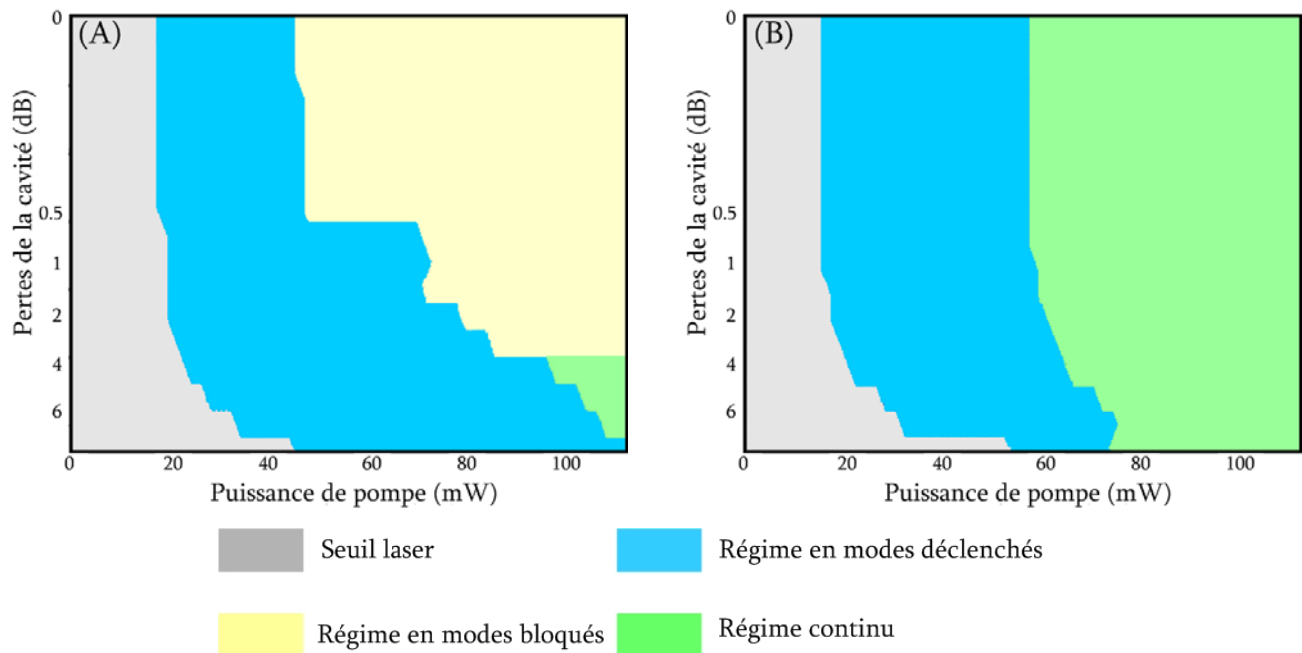 (A)
Pertes de la cavité (dB)
0
0.5
1
2
4
6
0 20 40 60 80 100
Puissance de pompe (mW)
(B)
Pertes de la cavité (dB)
0
0.5
1
2
4
6
0 20 40 60 80 100
Puissance de pompe (mW)
Seuil laser
Régime en modes déclenchés
Régime en modes bloqués
Régime continu